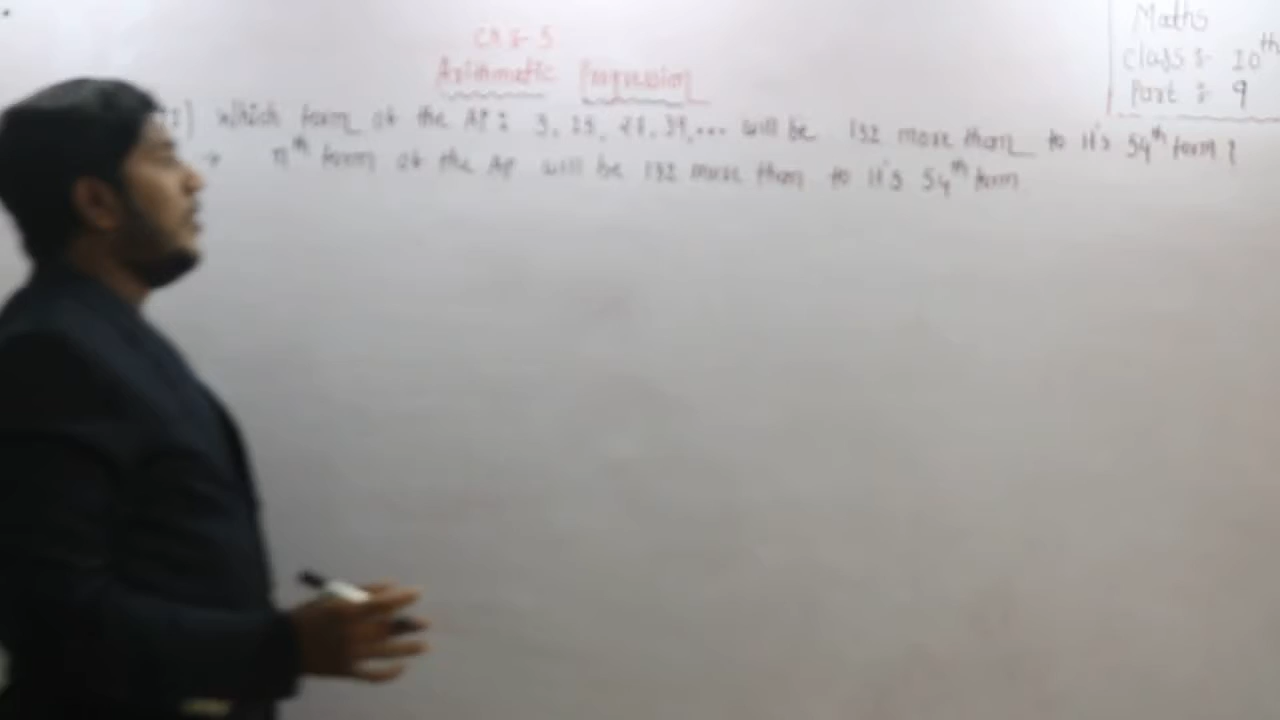 Ch :- 5
Arithmatic Progression
Maths
Class :- 10th
Part :- 9
Which term of the AP : 3, 15, 27, 39,... will be 132 more than to it's 54th term ?
→ nth term of the AP will be 132 more than to it's 54th term